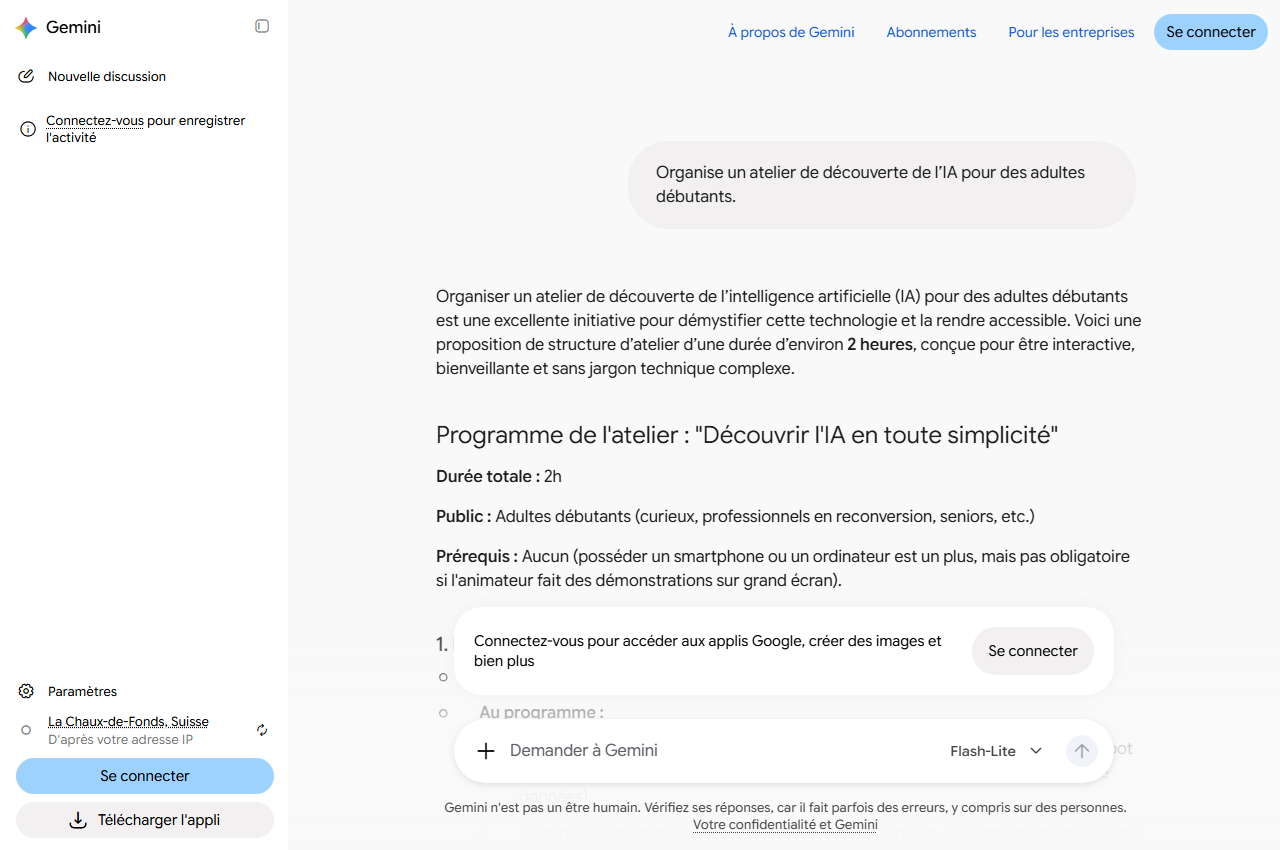 Gemini
Nouvelle discussion
Connectez-vous pour enregistrer
l'activité
À propos de Gemini
Abonnements
Pour les entreprises
Se connecter
Organise un atelier de découverte de l’IA pour des adultes
débutants.
Organiser un atelier de découverte de l’intelligence artificielle (IA) pour des adultes débutants
est une excellente initiative pour démystifier cette technologie et la rendre accessible. Voici une
proposition de structure d’atelier d’une durée d’environ 2 heures, conçue pour être interactive,
bienveillante et sans jargon technique complexe.
Programme de l'atelier : "Découvrir l'IA en toute simplicité"
Durée totale : 2h
Public : Adultes débutants (curieux, professionnels en reconversion, seniors, etc.)
Prérequis : Aucun (posséder un smartphone ou un ordinateur est un plus, mais pas obligatoire
si l'animateur fait des démonstrations sur grand écran).
1.
Connectez-vous pour accéder aux applis Google, créer des images et
bien plus
Se connecter
Au programme :
Demander à Gemini
Flash-Lite
données)
Gemini n'est pas un être humain. Vérifiez ses réponses, car il fait parfois des erreurs, y compris sur des personnes.
Votre confidentialité et Gemini
Paramètres
La Chaux-de-Fonds, Suisse
D'après votre adresse IP
Se connecter
Télécharger l'appli